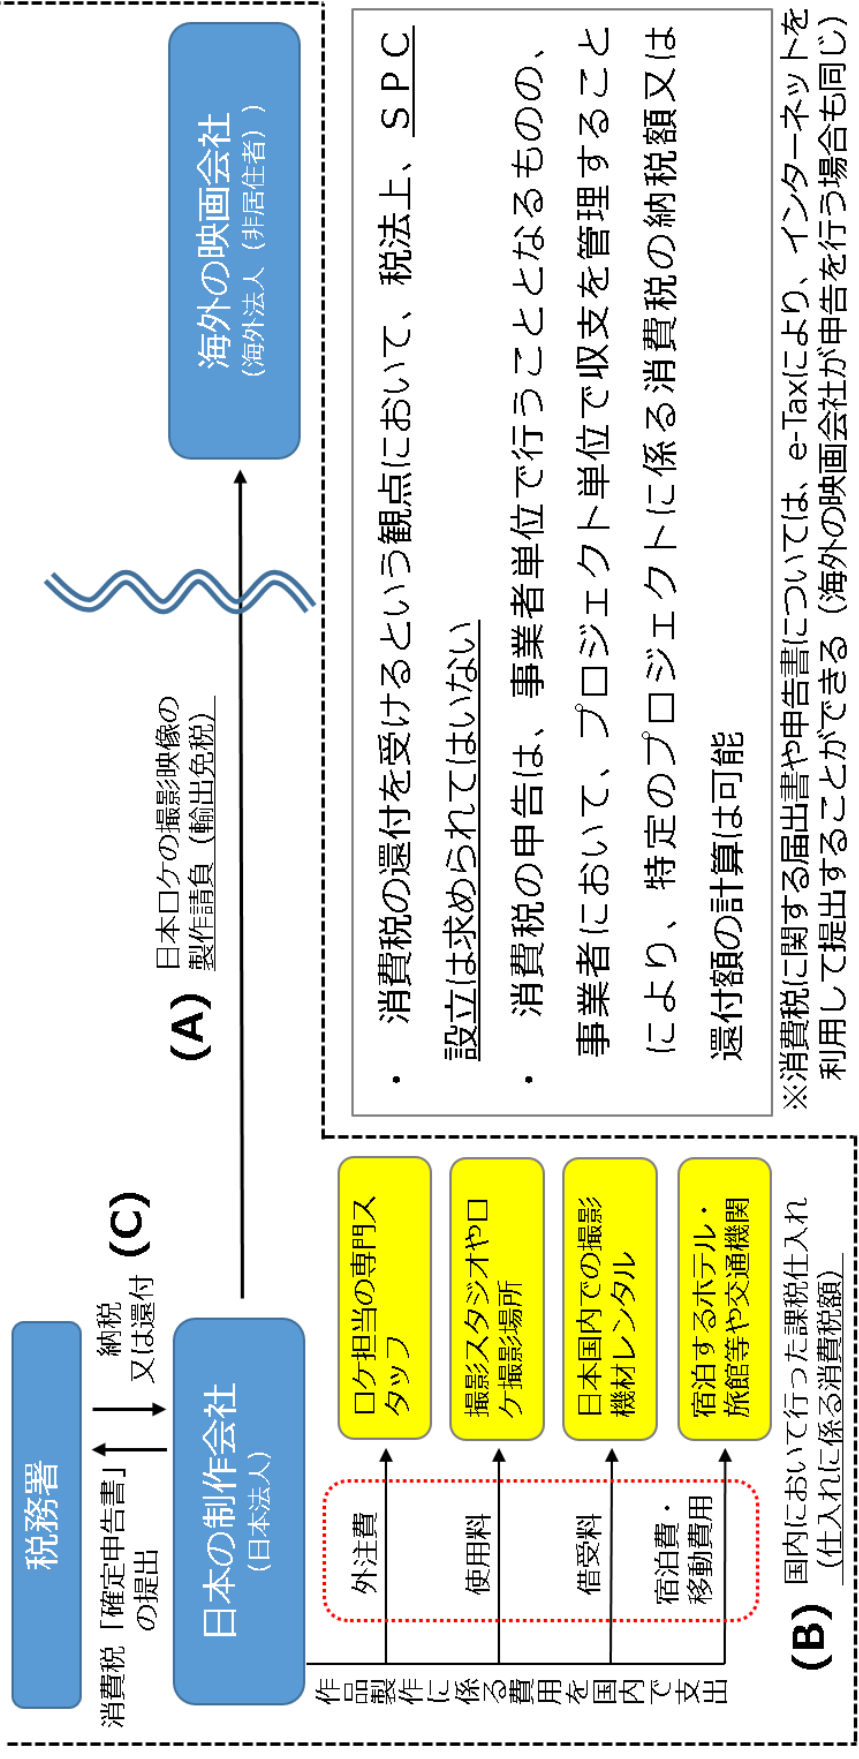 税務署
消費税「確定申告書」
の提出
納税
又は還付
(C)
日本の制作会社
(日本法人)
(A)
日本ロケの撮影映像の
製作請負（輸出免税）
海外の映画会社
(海外法人（非居住者）)
作品製作に係る費用を国内で支出
外注費
使用料
借受料
宿泊費・
移動費用
ロケ担当の専門ス
タッフ
撮影スタジオやロ
ケ撮影場所
日本国内での撮影
機材レンタル
宿泊するホテル・
旅館等や交通機関
(B)
国内において行った課税仕入れ
（仕入れに係る消費税額）
・ 消費税の還付を受けるという観点において、税法上、ＳＰＣ
設立は求められてはいない
・ 消費税の申告は、事業者単位で行うこととなるものの、
事業者において、プロジェクト単位で収支を管理すること
により、特定のプロジェクトに係る消費税の納税額又は
還付額の計算は可能
※消費税に関する届出書や申告書については、e-Taxにより、インターネットを
利用して提出することができる（海外の映画会社が申告を行う場合も同じ）